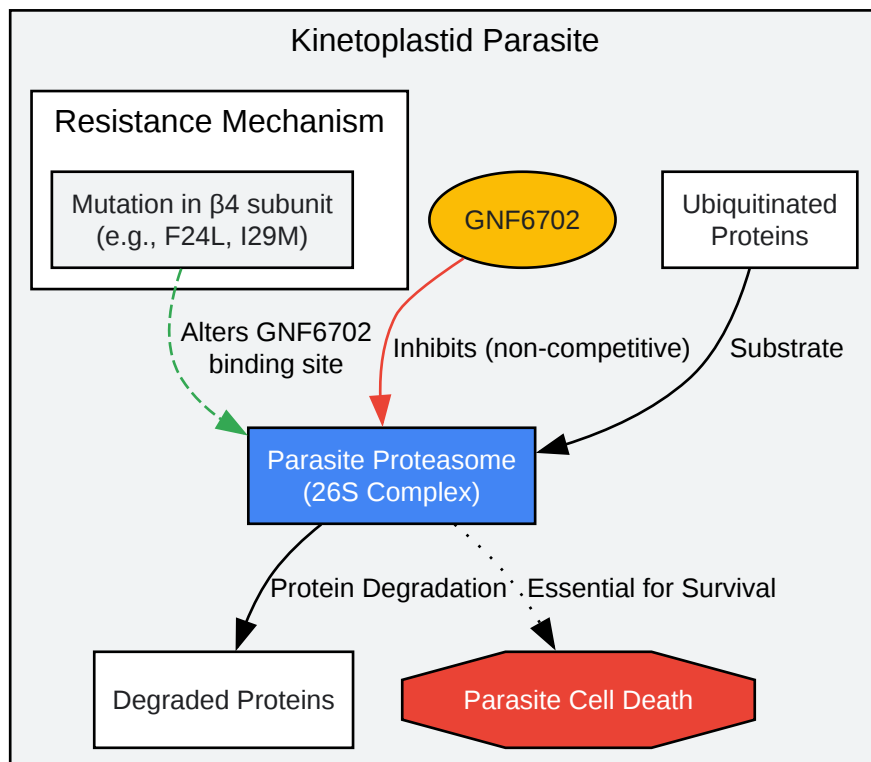 Kinetoplastid Parasite
Resistance Mechanism
Mutation in β4 subunit
(e.g., F24L, I29M)
GNF6702
Ubiquitinated
Proteins
Alters GNF6702
binding site
Inhibits (non-competitive)
Substrate
Parasite Proteasome
(26S Complex)
Protein Degradation
Essential for Survival
Degraded Proteins
Parasite Cell Death